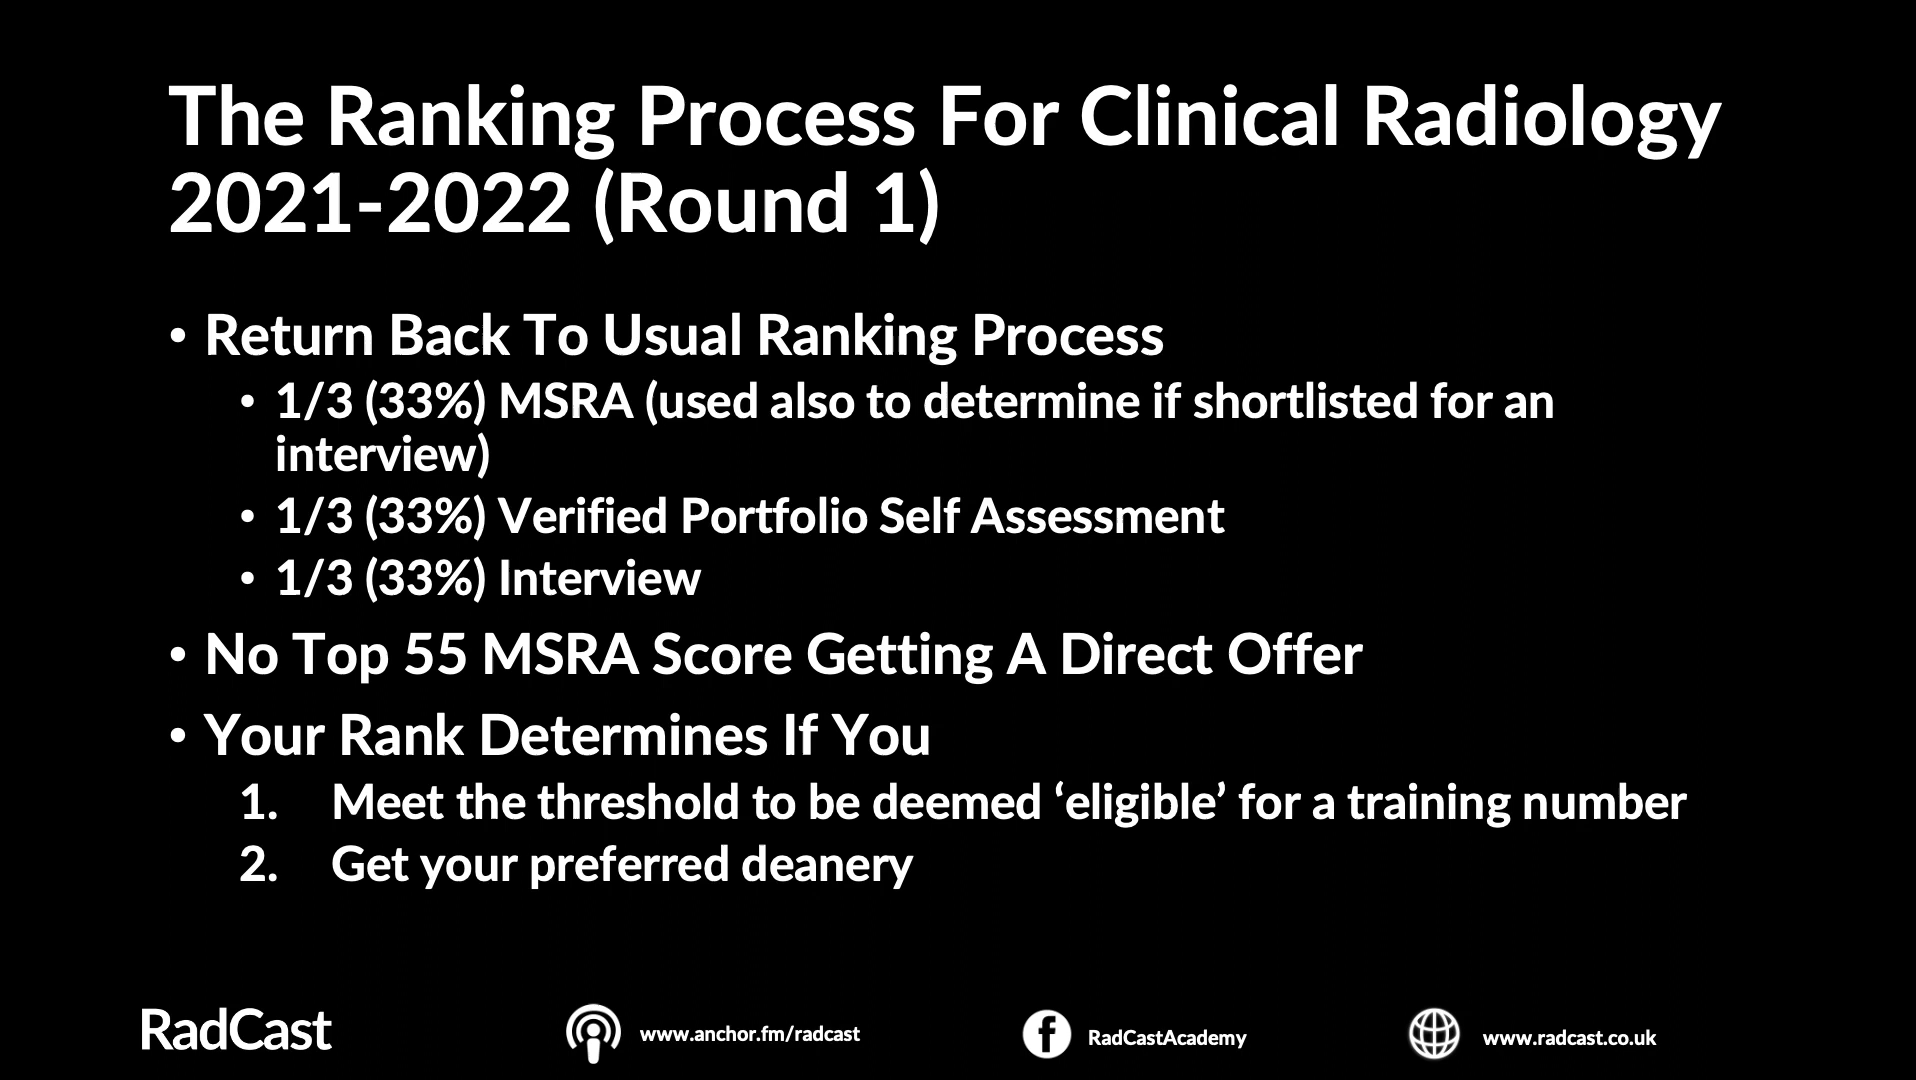 The Ranking Process For Clinical Radiology
2021-2022 (Round 1)
• Return Back To Usual Ranking Process
• 1/3 (33%) MSRA (used also to determine if shortlisted for an
interview)
• 1/3 (33%) Verified Portfolio Self Assessment
• 1/3 (33%) Interview
• No Top 55 MSRA Score Getting A Direct Offer
• Your Rank Determines If You
1. Meet the threshold to be deemed ‘eligible’ for a training number
2. Get your preferred deanery
RadCast
www.anchor.fm/radcast
RadCastAcademy
www.radcast.co.uk